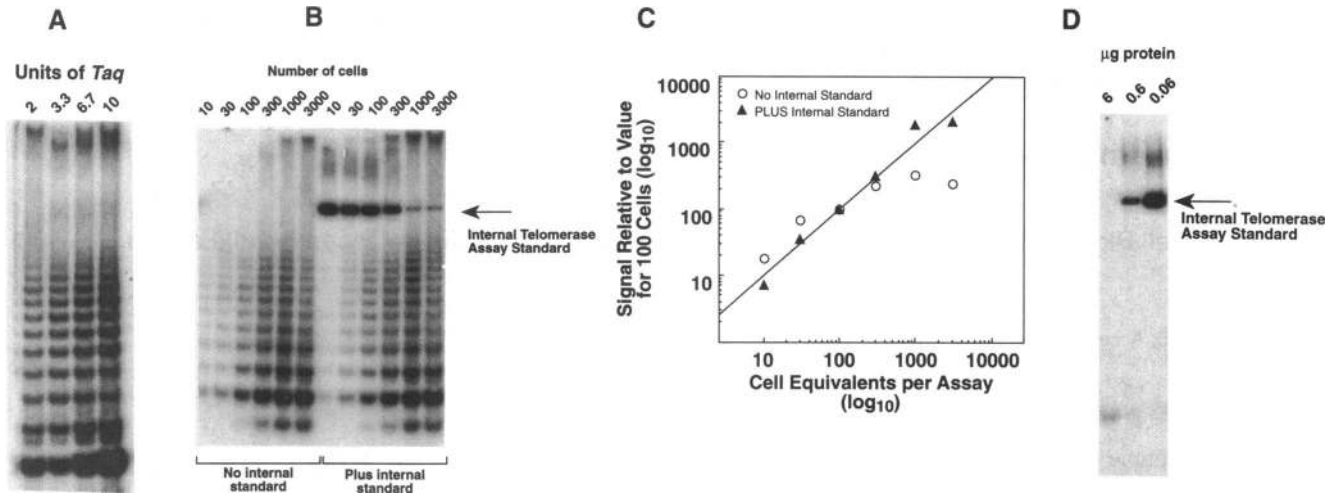 A
Units of Taq
2 3.3 6.7 10
B
Number of cells
10 30 100 300 1000 3000 10 30 100 300 1000 3000
Internal Telomerase
Assay Standard
No internal
standard
Plus internal
standard
C
Signal Relative to Value
for 100 Cells (log10)
10000
1000
100
10
No Internal Standard
PLUS Internal Standard
10 100 1000 10000
Cell Equivalents per Assay
(log10)
D
μg protein
6 0.6 0.06
Internal Telomerase
Assay Standard